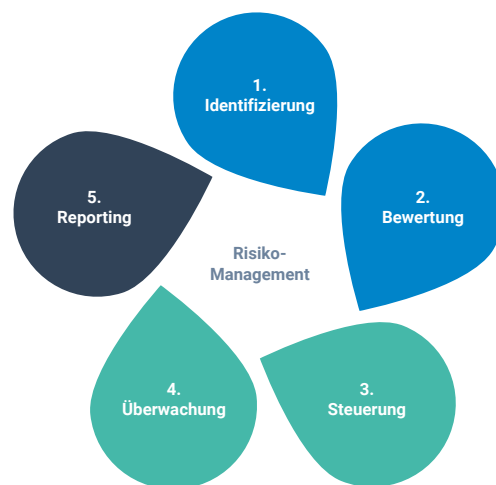 1.
Identifizierung
2.
Bewertung
3.
Steuerung
4.
Überwachung
5.
Reporting
Risiko-
Management